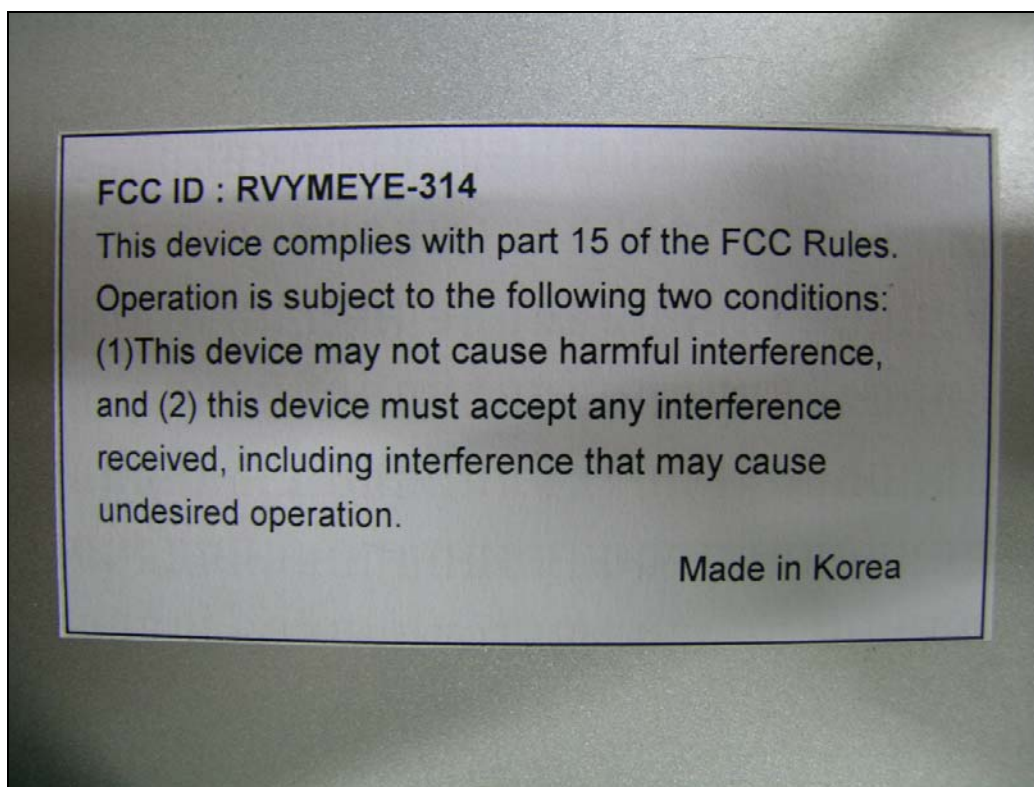 FCC ID : RVYMEYE-314
This device complies with part 15 of the FCC Rules.
Operation is subject to the following two conditions:
(1)This device may not cause harmful interference,
and (2) this device must accept any interference
received, including interference that may cause
undesired operation.
Made in Korea